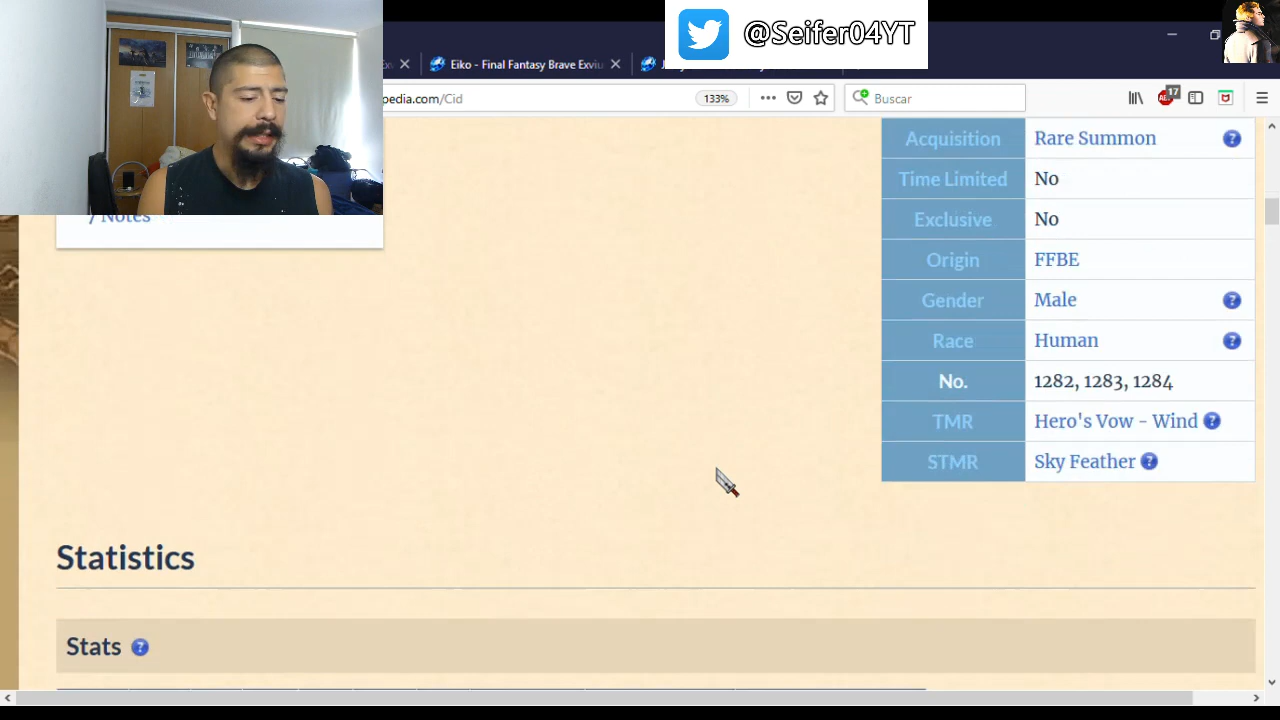 @Seifer04YT
Eiko - Final Fantasy Brave Exviu
pedia.com/Cid
133%
Buscar
17
Acquisition Rare Summon
Time Limited No
Exclusive No
Origin FFBE
Gender Male
Race Human
No. 1282, 1283, 1284
TMR Hero's Vow - Wind
STMR Sky Feather
7 Notes
Statistics
Stats